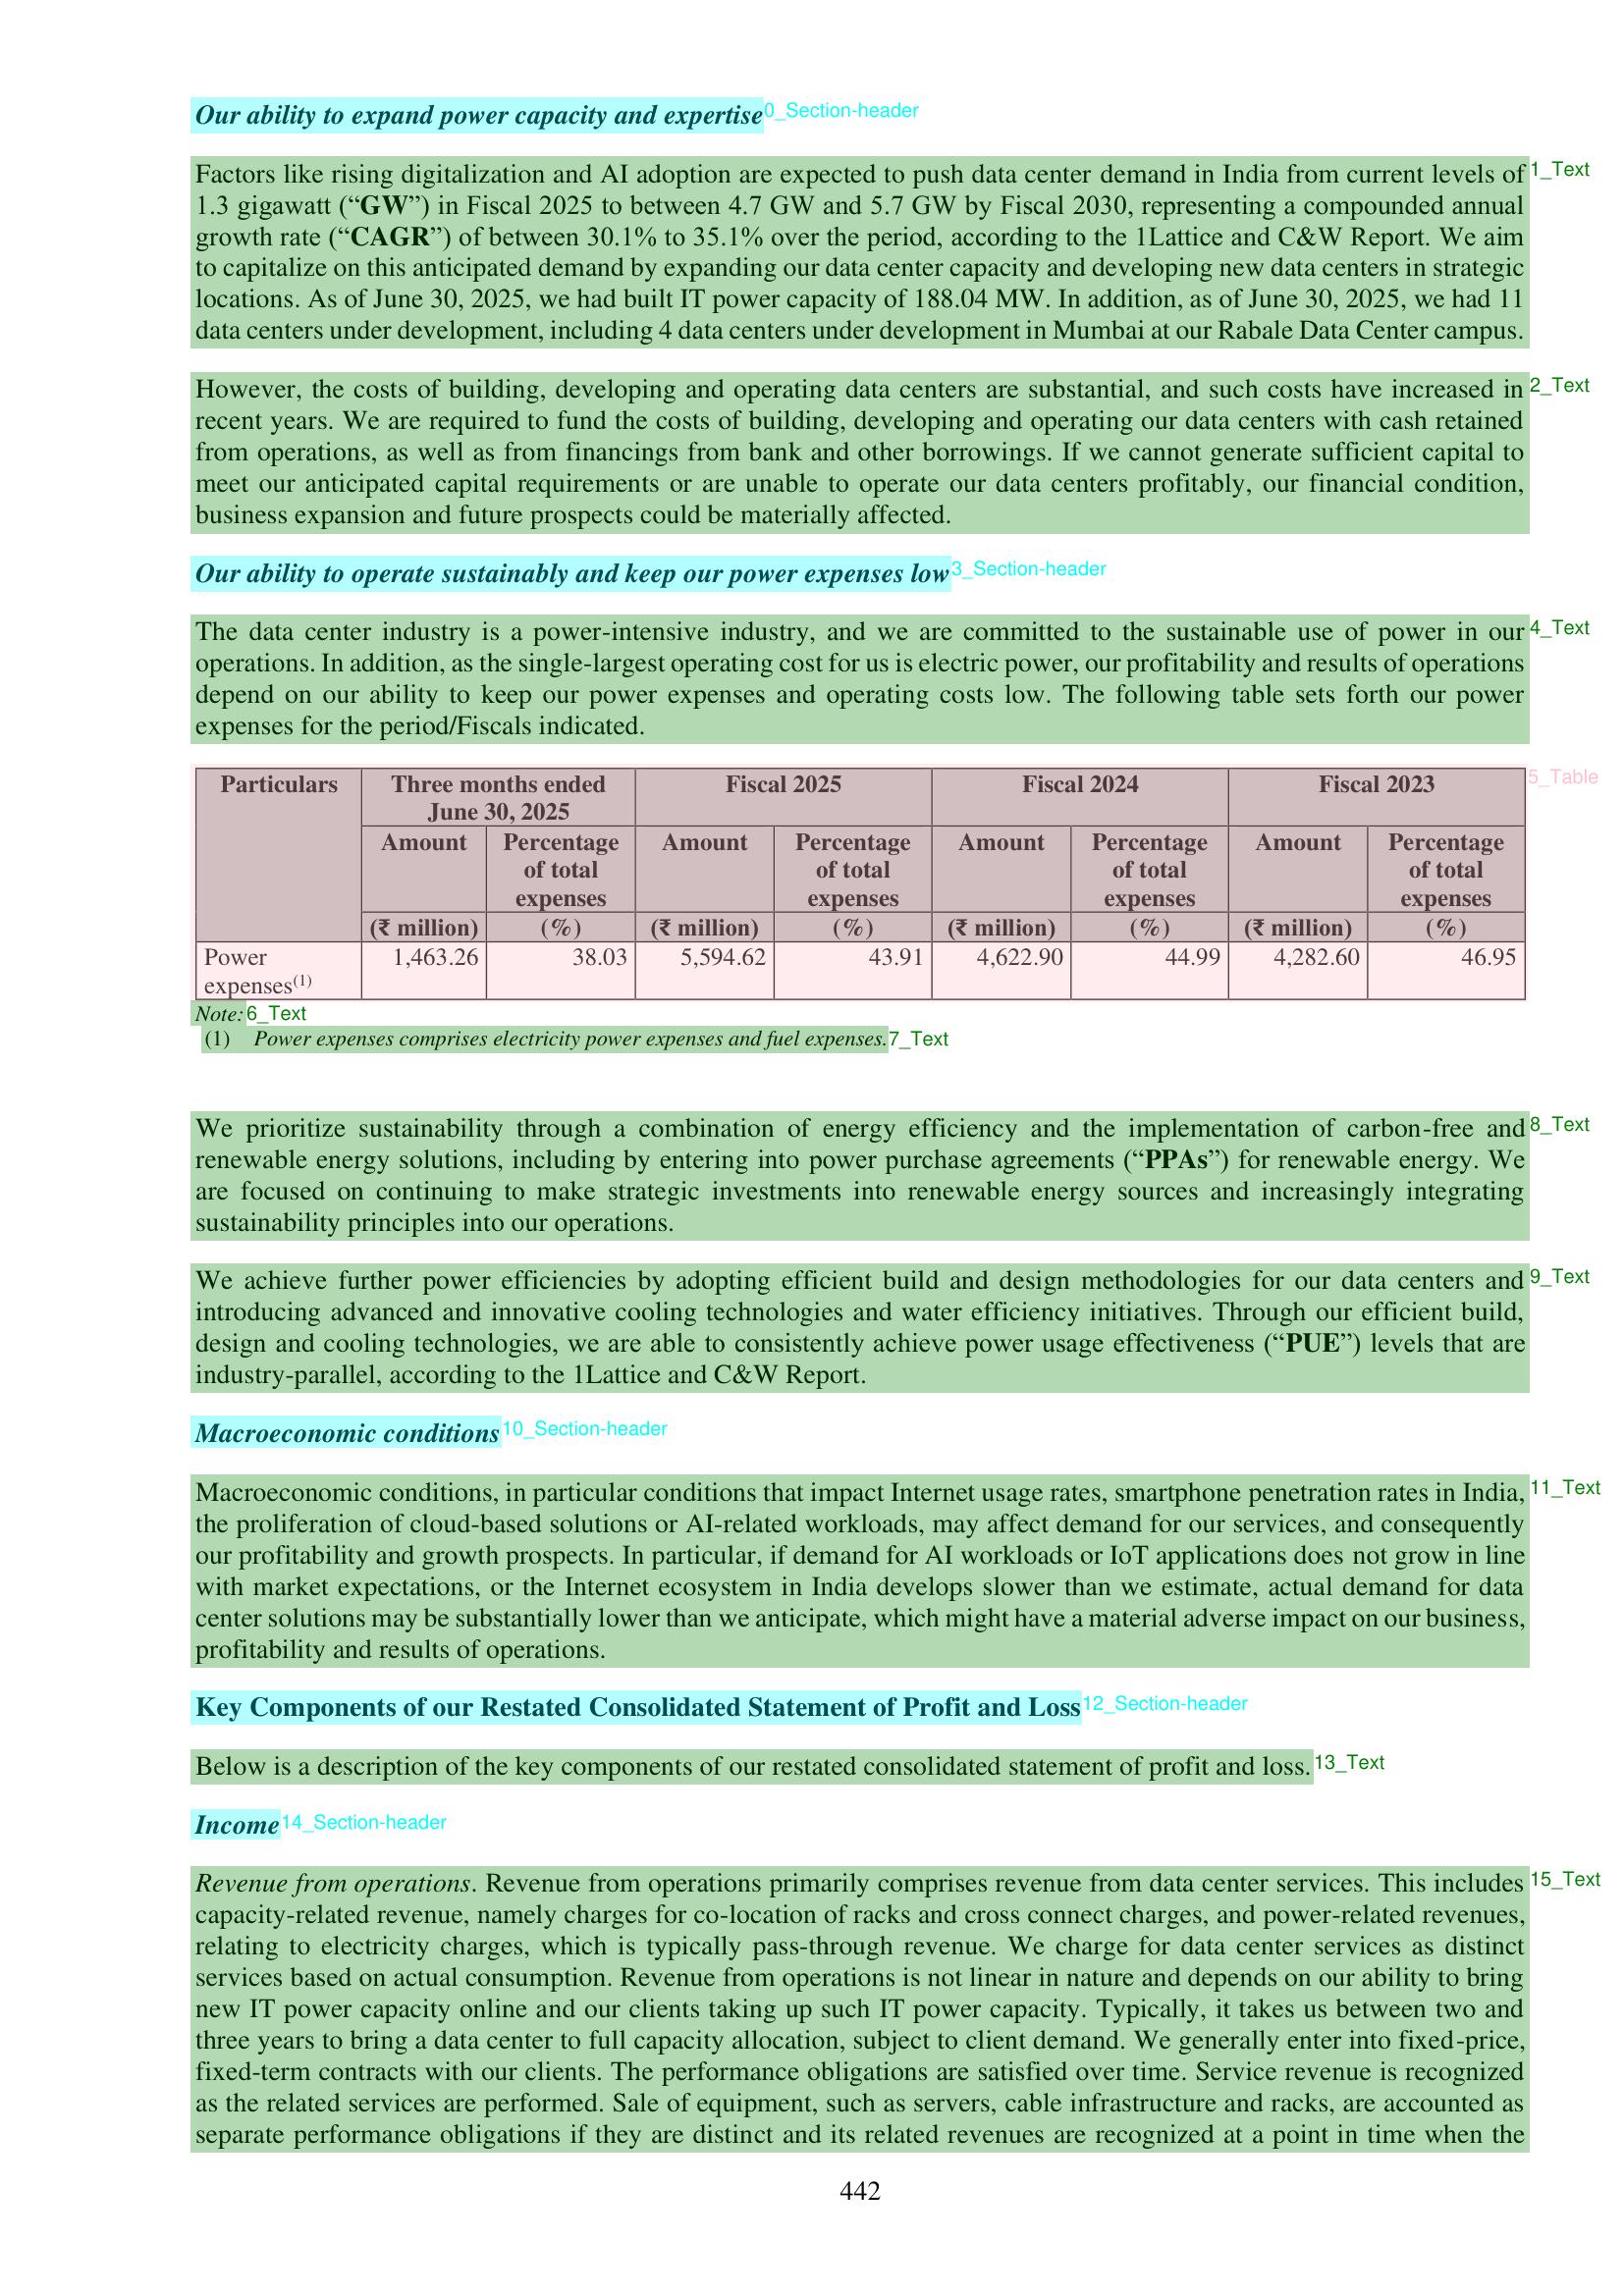 Our ability to expand power capacity and expertise
0_Section-header
Factors like rising digitalization and AI adoption are expected to push data center demand in India from current levels of
1_Text
1.3 gigawatt (“GW”) in Fiscal 2025 to between 4.7 GW and 5.7 GW by Fiscal 2030, representing a compounded annual
growth rate (“CAGR”) of between 30.1% to 35.1% over the period, according to the 1Lattice and C&W Report. We aim
to capitalize on this anticipated demand by expanding our data center capacity and developing new data centers in strategic
locations. As of June 30, 2025, we had built IT power capacity of 188.04 MW. In addition, as of June 30, 2025, we had 11
data centers under development, including 4 data centers under development in Mumbai at our Rabale Data Center campus.
However, the costs of building, developing and operating data centers are substantial, and such costs have increased in
2_Text
recent years. We are required to fund the costs of building, developing and operating our data centers with cash retained
from operations, as well as from financings from bank and other borrowings. If we cannot generate sufficient capital to
meet our anticipated capital requirements or are unable to operate our data centers profitably, our financial condition,
business expansion and future prospects could be materially affected.
Our ability to operate sustainably and keep our power expenses low
3_Section-header
The data center industry is a power-intensive industry, and we are committed to the sustainable use of power in our
4_Text
operations. In addition, as the single-largest operating cost for us is electric power, our profitability and results of operations
depend on our ability to keep our power expenses and operating costs low. The following table sets forth our power
expenses for the period/Fiscals indicated.
5_Table
Particulars Three months ended Fiscal 2025 Fiscal 2024 Fiscal 2023
June 30, 2025
Amount Percentage Amount Percentage Amount Percentage Amount Percentage
of total of total of total of total
expenses expenses expenses expenses
(₹ million) (%) (₹ million) (%) (₹ million) (%) (₹ million) (%)
Power 1,463.26 38.03 5,594.62 43.91 4,622.90 44.99 4,282.60 46.95
expenses(1)
Note:
6_Text
(1) Power expenses comprises electricity power expenses and fuel expenses.
7_Text
We prioritize sustainability through a combination of energy efficiency and the implementation of carbon-free and
8_Text
renewable energy solutions, including by entering into power purchase agreements (“PPAs”) for renewable energy. We
are focused on continuing to make strategic investments into renewable energy sources and increasingly integrating
sustainability principles into our operations.
We achieve further power efficiencies by adopting efficient build and design methodologies for our data centers and
9_Text
introducing advanced and innovative cooling technologies and water efficiency initiatives. Through our efficient build,
design and cooling technologies, we are able to consistently achieve power usage effectiveness (“PUE”) levels that are
industry-parallel, according to the 1Lattice and C&W Report.
Macroeconomic conditions
10_Section-header
Macroeconomic conditions, in particular conditions that impact Internet usage rates, smartphone penetration rates in India,
11_Text
the proliferation of cloud-based solutions or AI-related workloads, may affect demand for our services, and consequently
our profitability and growth prospects. In particular, if demand for AI workloads or IoT applications does not grow in line
with market expectations, or the Internet ecosystem in India develops slower than we estimate, actual demand for data
center solutions may be substantially lower than we anticipate, which might have a material adverse impact on our business,
profitability and results of operations.
Key Components of our Restated Consolidated Statement of Profit and Loss
12_Section-header
Below is a description of the key components of our restated consolidated statement of profit and loss.
13_Text
Income
14_Section-header
Revenue from operations. Revenue from operations primarily comprises revenue from data center services. This includes
15_Text
capacity-related revenue, namely charges for co-location of racks and cross connect charges, and power-related revenues,
relating to electricity charges, which is typically pass-through revenue. We charge for data center services as distinct
services based on actual consumption. Revenue from operations is not linear in nature and depends on our ability to bring
new IT power capacity online and our clients taking up such IT power capacity. Typically, it takes us between two and
three years to bring a data center to full capacity allocation, subject to client demand. We generally enter into fixed-price,
fixed-term contracts with our clients. The performance obligations are satisfied over time. Service revenue is recognized
as the related services are performed. Sale of equipment, such as servers, cable infrastructure and racks, are accounted as
separate performance obligations if they are distinct and its related revenues are recognized at a point in time when the
442